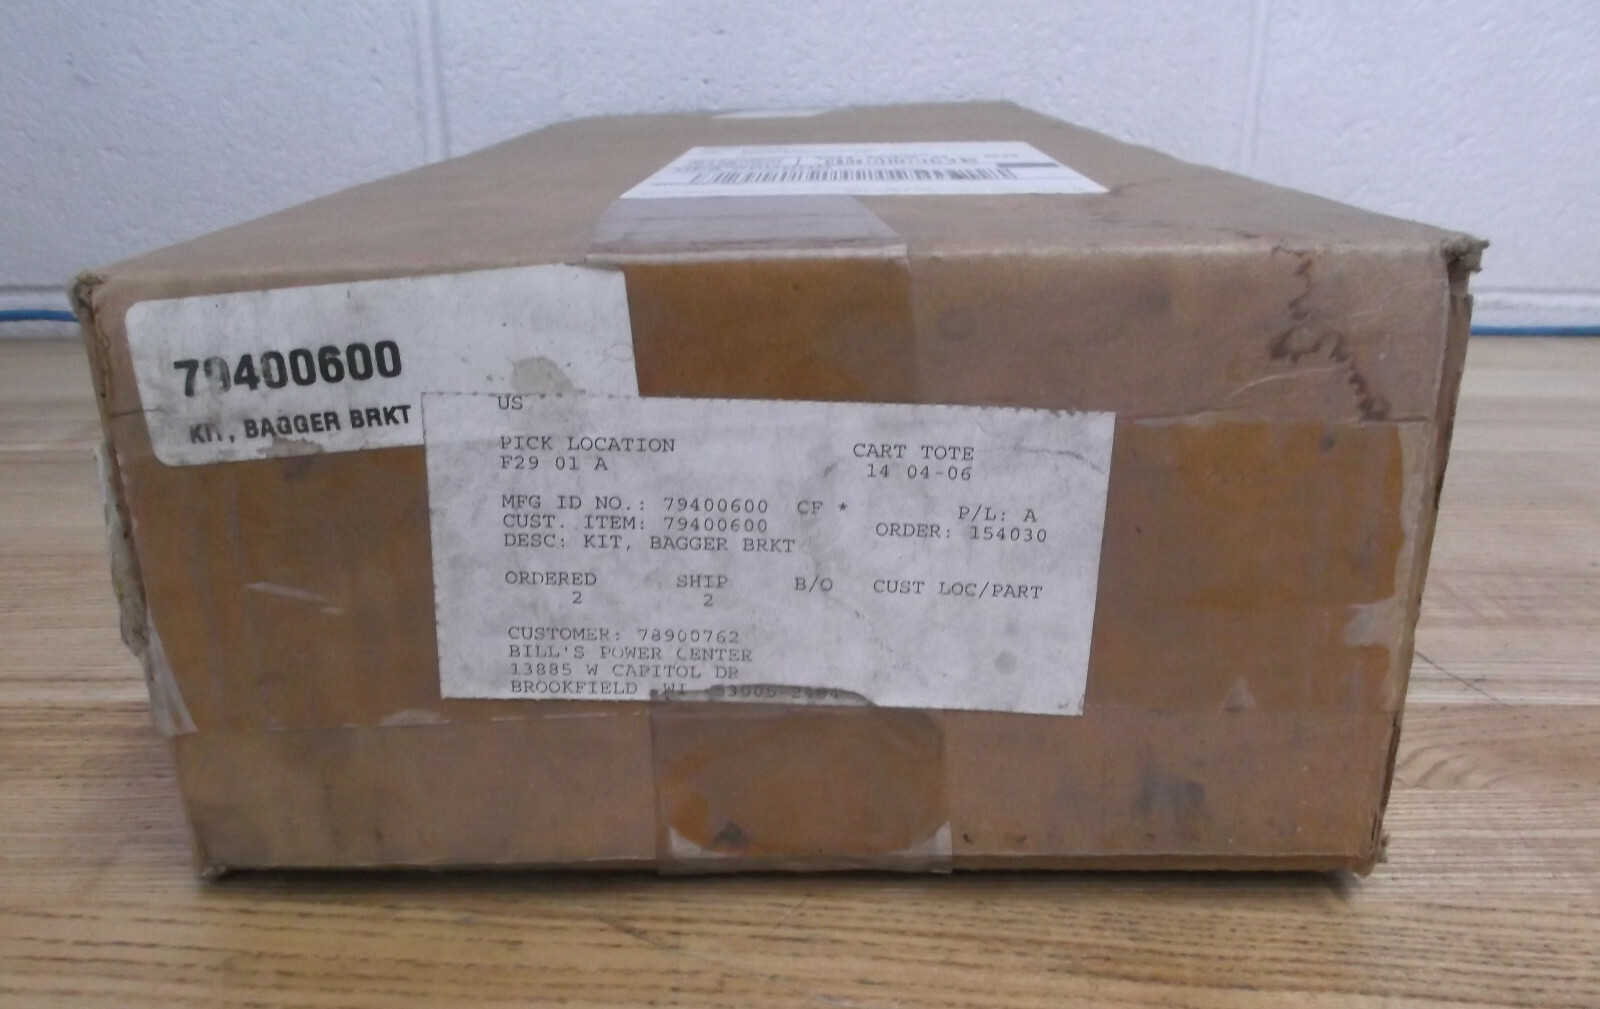 79400600
KIT, BAGGER BRKT
US
PICK LOCATION
F29 01 A
CART TOTE
14 04-06
MFG ID NO.: 79400600 CF *
P/L: A
CUST. ITEM: 79400600
ORDER: 154030
DESC: KIT, BAGGER BRKT
ORDERED SHIP B/O CUST LOC/PART
2 2
CUSTOMER: 78900762
BILL'S POWER CENTER
13885 W CAPITOL DR
BROOKFIELD WI